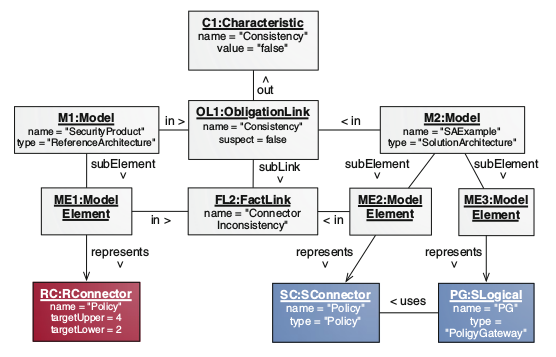 C1:Characteristic
name = "Consistency"
value = "false"
^
out
M1:Model
name = "SecurityProduct"
type = "ReferenceArchitecture"
in >
OL1:ObligationLink
name = "Consistency"
suspect = false
< in
M2:Model
name = "SAExample"
type = "SolutionArchitecture"
subElement
v
subLink
v
subElement
v
subElement
v
ME1:Model
Element
in >
FL2:FactLink
name = "Connector
Inconsistency"
< in
ME2:Model
Element
ME3:Model
Element
represents
v
represents
v
represents
v
RC:RConnector
name = "Policy"
targetUpper = 4
targetLower = 2
SC:SConnector
name = "Policy"
type = "Policy"
< uses
PG:SLogical
name = "PG"
type =
"PoligyGateway"